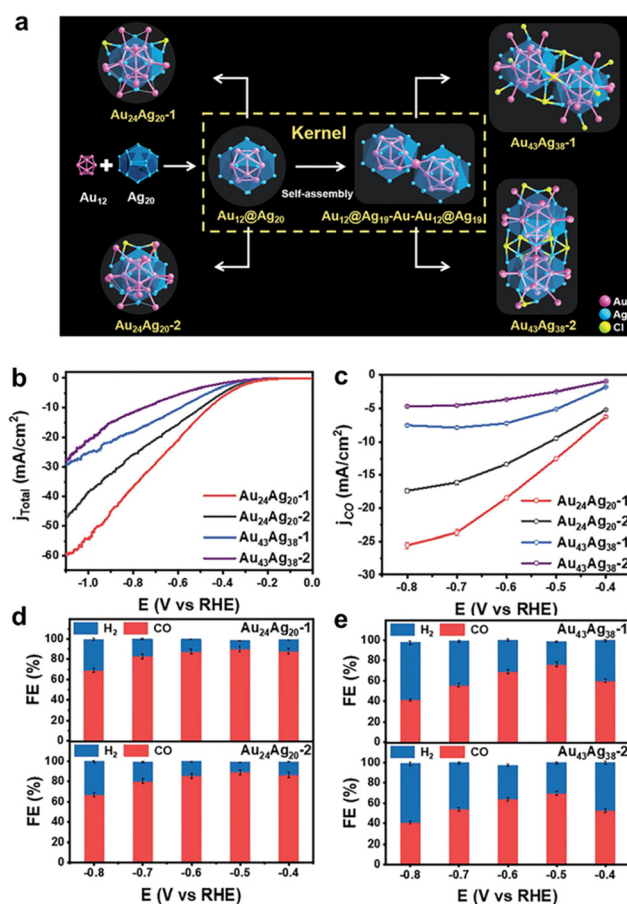 a
Au24Ag20-1
Kernel
Au43Ag38-1
Au12
Ag20
Self-assembly
Au12@Ag20
Au12@Ag19-Au-Au12@Ag19
Au24Ag20-2
Au43Ag38-2
Au
Ag
Cl
b
jTotal (mA/cm2)
0
-10
-20
-30
-40
-50
-60
Au24Ag20-1
Au24Ag20-2
Au43Ag38-1
Au43Ag38-2
-1.0 -0.8 -0.6 -0.4 -0.2 0.0
E (V vs RHE)
c
jCO (mA/cm2)
0
-5
-10
-15
-20
-25
-30
Au24Ag20-1
Au24Ag20-2
Au43Ag38-1
Au43Ag38-2
-0.8 -0.7 -0.6 -0.5 -0.4
E (V vs RHE)
d
H2 CO Au24Ag20-1
FE (%)
100
80
60
40
20
0
H2 CO Au24Ag20-2
FE (%)
100
80
60
40
20
0
-0.8 -0.7 -0.6 -0.5 -0.4
E (V vs RHE)
e
H2 CO Au43Ag38-1
FE (%)
100
80
60
40
20
0
H2 CO Au43Ag38-2
FE (%)
100
80
60
40
20
0
-0.8 -0.7 -0.6 -0.5 -0.4
E (V vs RHE)